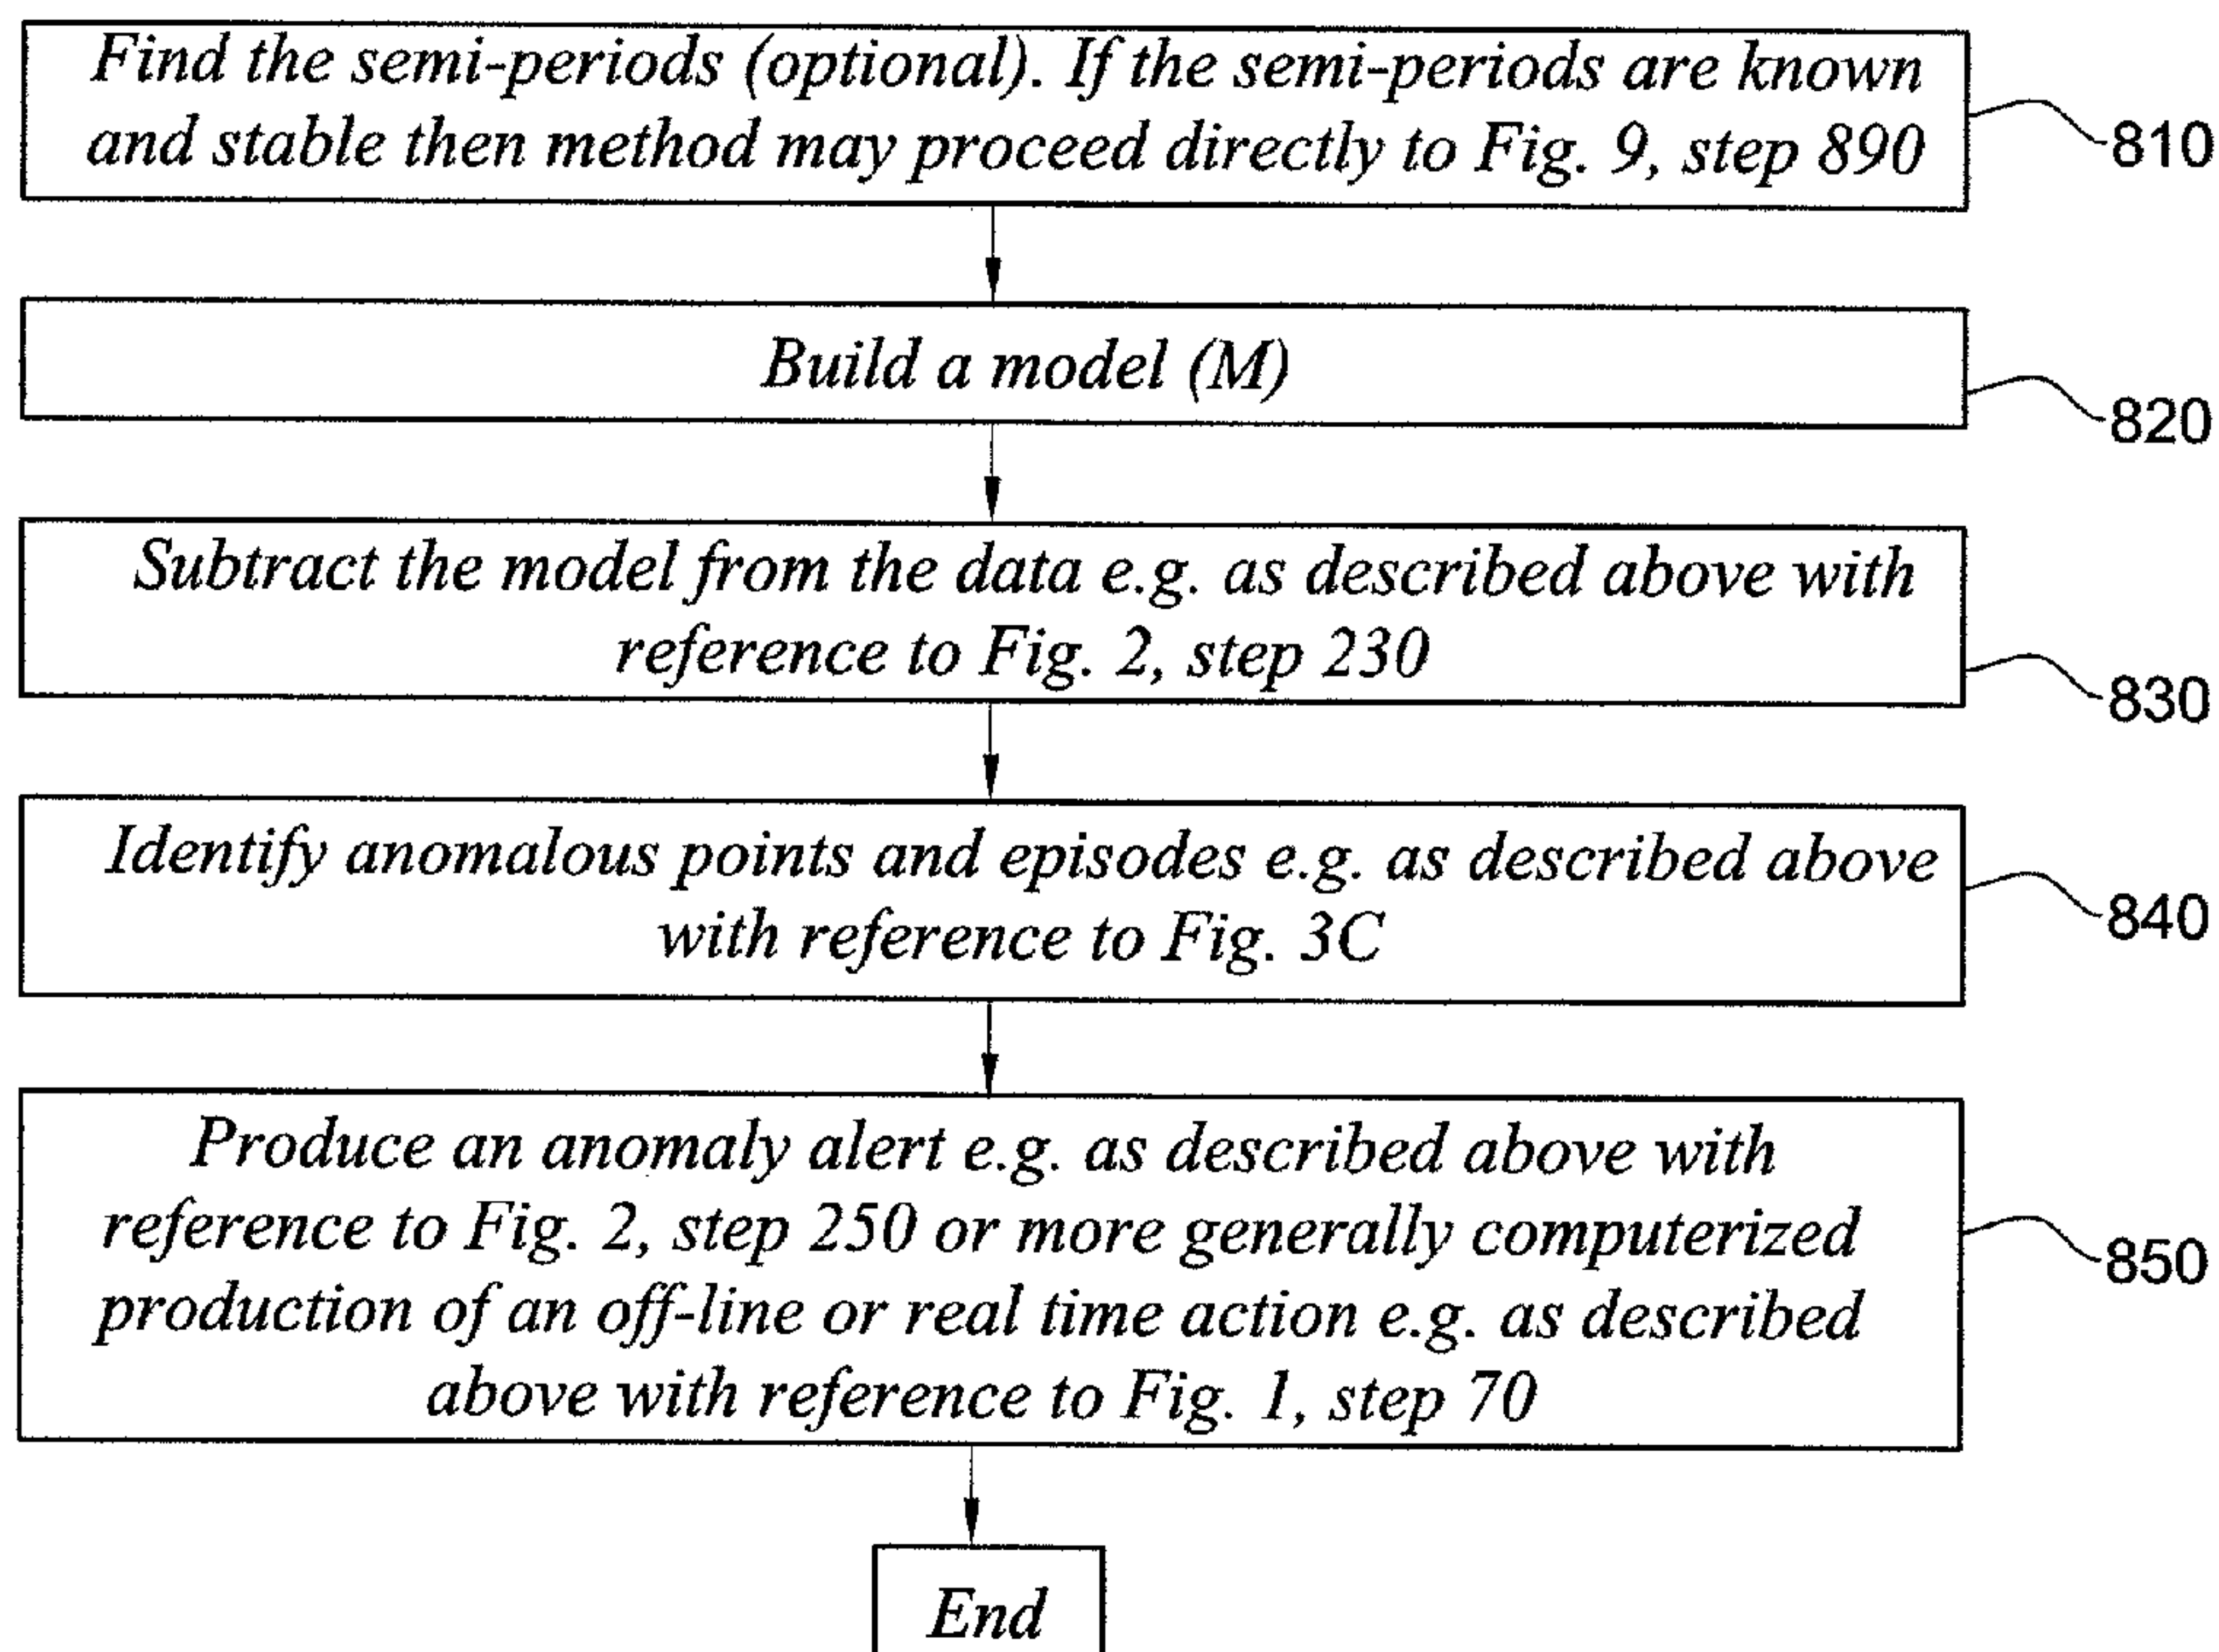 Find the semi-periods (optional). If the semi-periods are known
and stable then method may proceed directly to Fig. 9, step 890
810
Build a model (M)
820
Subtract the model from the data e.g. as described above with
reference to Fig. 2, step 230
830
Identify anomalous points and episodes e.g. as described above
with reference to Fig. 3C
840
Produce an anomaly alert e.g. as described above with
reference to Fig. 2, step 250 or more generally computerized
production of an off-line or real time action e.g. as described
above with reference to Fig. 1, step 70
850
End